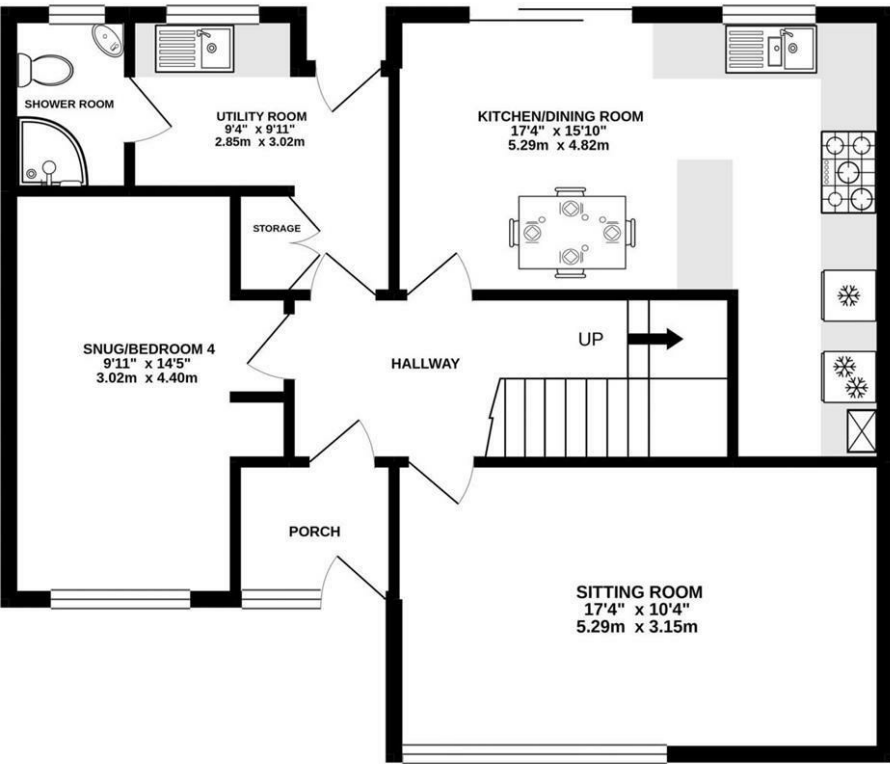 SHOWER ROOM
UTILITY ROOM
9'4" x 9'11"
2.85m x 3.02m
KITCHEN/DINING ROOM
17'4" x 15'10"
5.29m x 4.82m
STORAGE
SNUG/BEDROOM 4
9'11" x 14'5"
3.02m x 4.40m
HALLWAY
UP
PORCH
SITTING ROOM
17'4" x 10'4"
5.29m x 3.15m